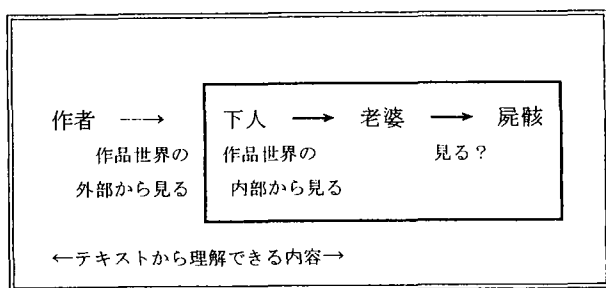 作者 ---→ 下人 ⟶ 老婆 ⟶ 屍骸
作品世界の 作品世界の 見る？
外部から見る 内部から見る
←テキストから理解できる内容→